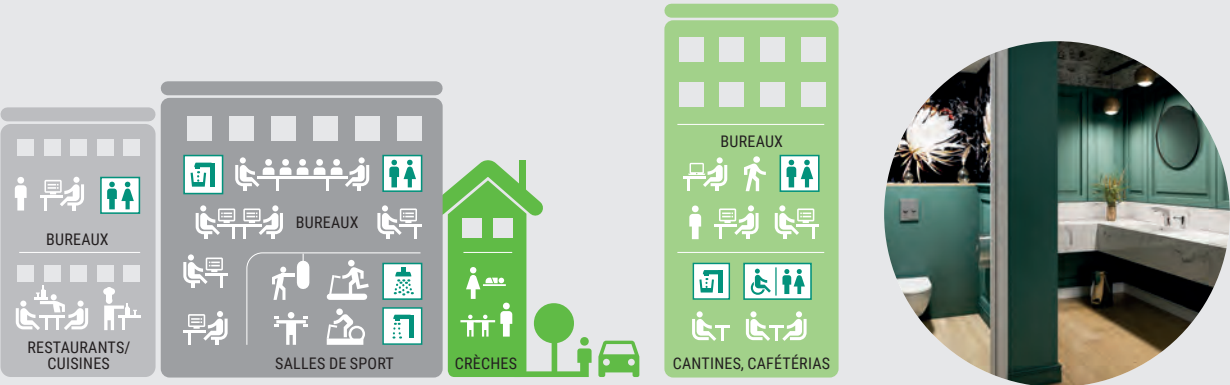 BUREAUX
RESTAURANTS/
CUISINES
BUREAUX
SALLES DE SPORT
CRÈCHES
BUREAUX
CANTINES, CAFÉTÉRIAS